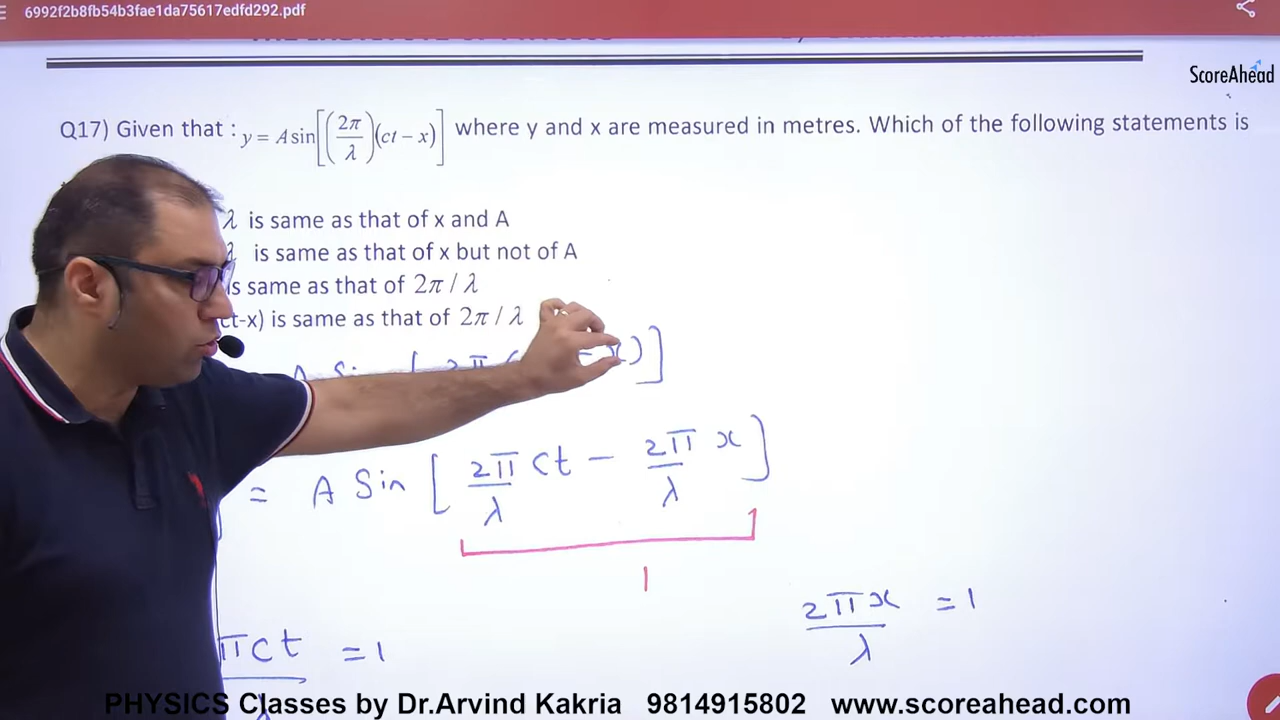 6992f2b8fb54b3fae1da75617edfd292.pdf
ScoreAhead
Q17) Given that : y = A sin[(2π/λ)(ct − x)] where y and x are measured in metres. Which of the following statements is
λ is same as that of x and A
λ is same as that of x but not of A
is same as that of 2π / λ
ct-x) is same as that of 2π / λ
A Sin [ 2π ( − x) ]
= A Sin [ 2π/λ ct − 2π/λ x ]
1
2πx/λ = 1
πct/λ = 1
PHYSICS Classes by Dr.Arvind Kakria 9814915802 www.scoreahead.com